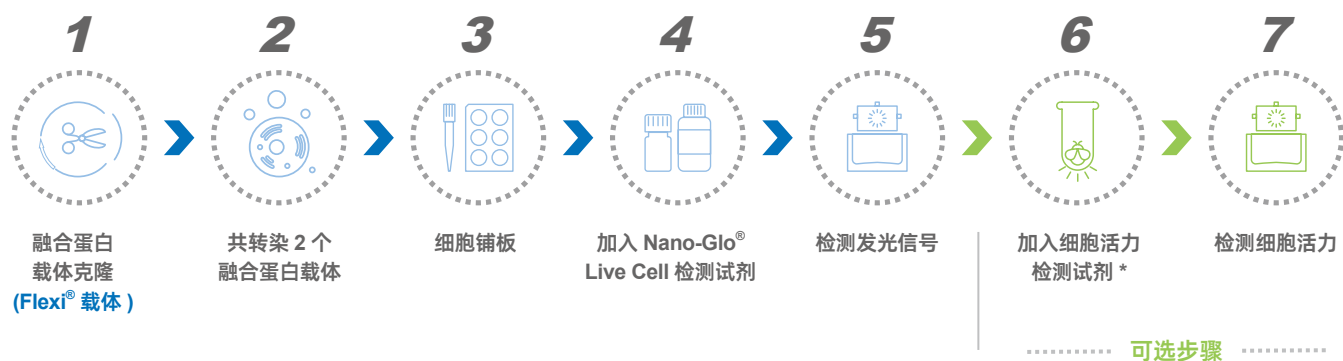 1
2
3
4
5
6
7
融合蛋白
载体克隆
(Flexi® 载体 )
共转染 2 个
融合蛋白载体
细胞铺板
加入 Nano-Glo®
Live Cell 检测试剂
检测发光信号
加入细胞活力
检测试剂 *
检测细胞活力
可选步骤